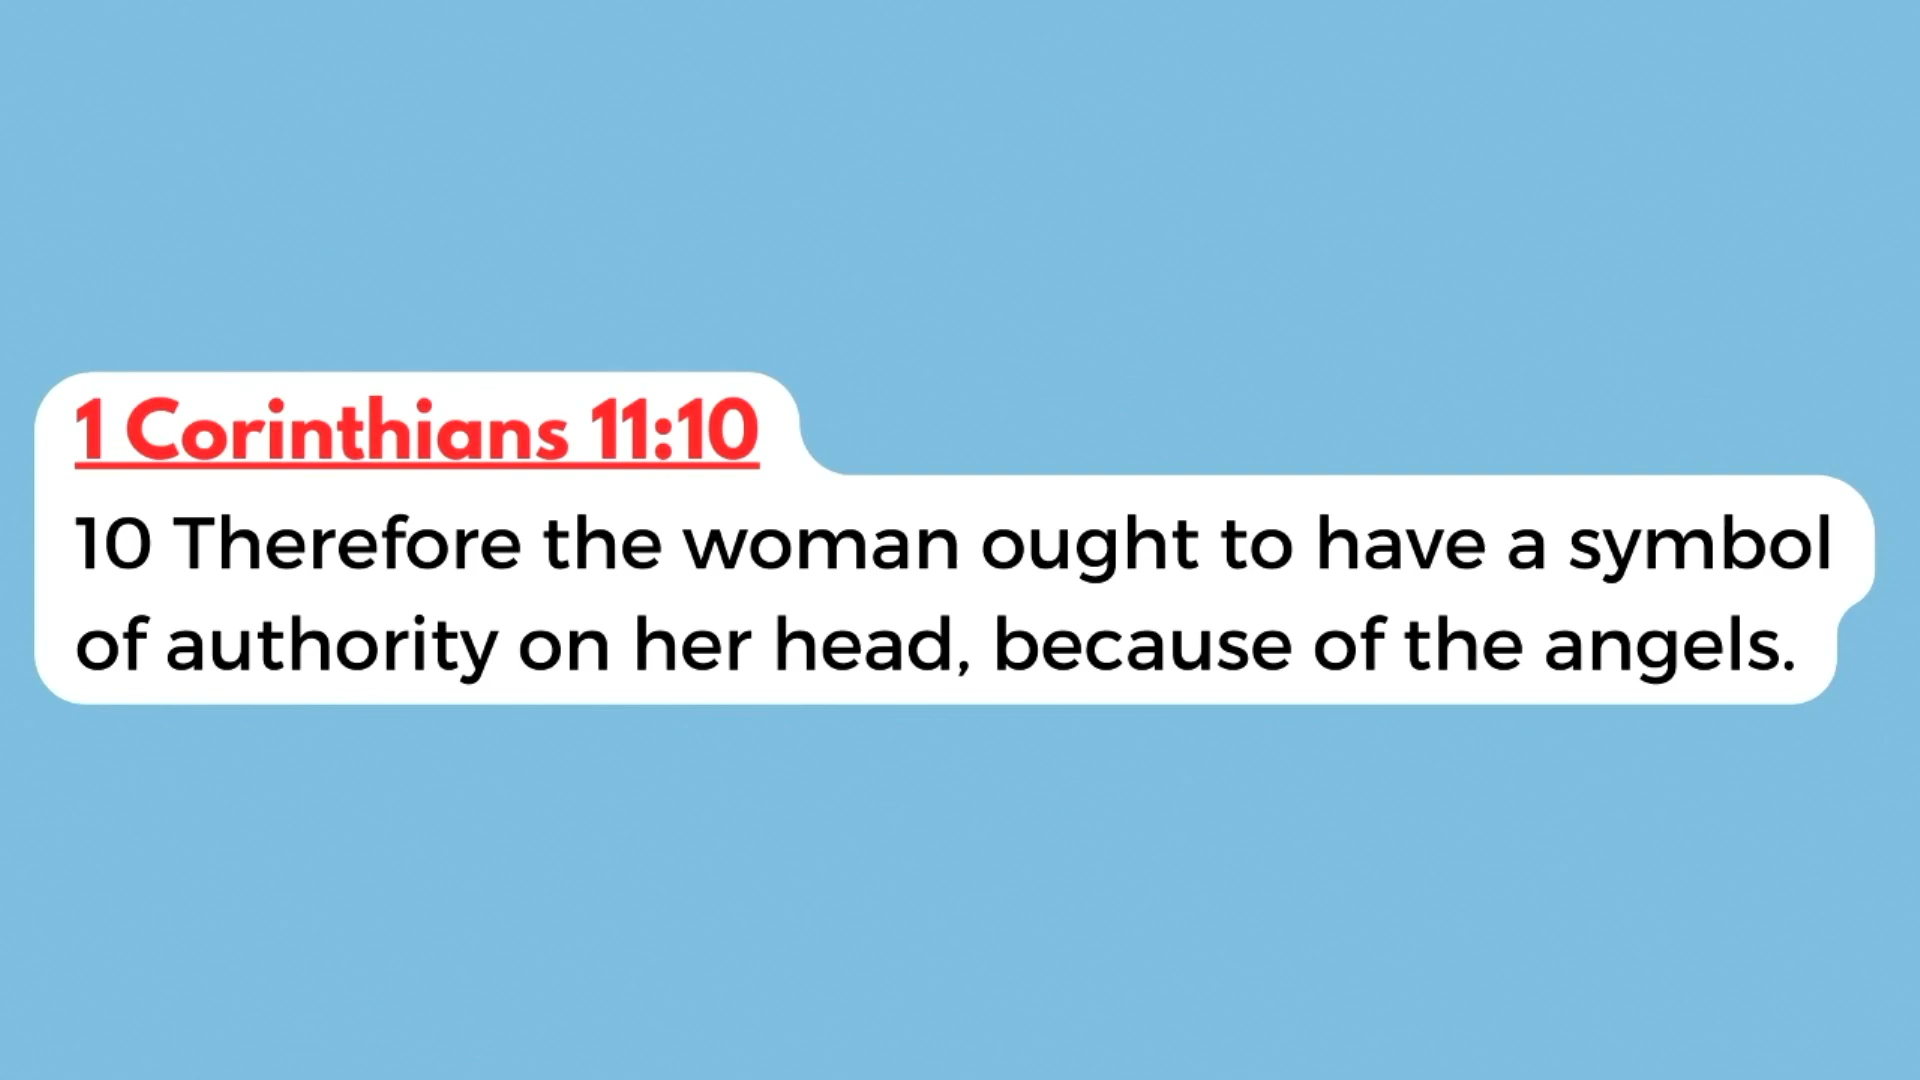 1 Corinthians 11:10
10 Therefore the woman ought to have a symbol
of authority on her head, because of the angels.